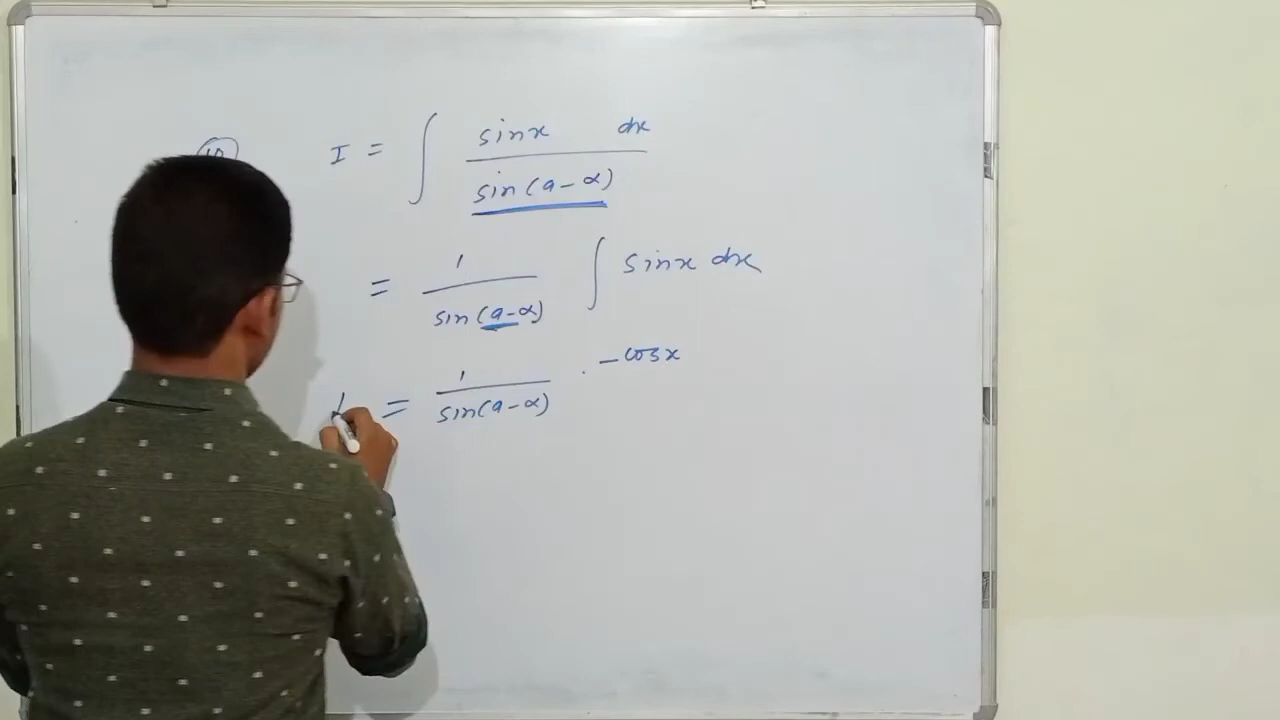 I = ∫ sinx dx / sin(a-α)
= 1 / sin(a-α) ∫ sinx dx
= 1 / sin(a-α) . -cosx